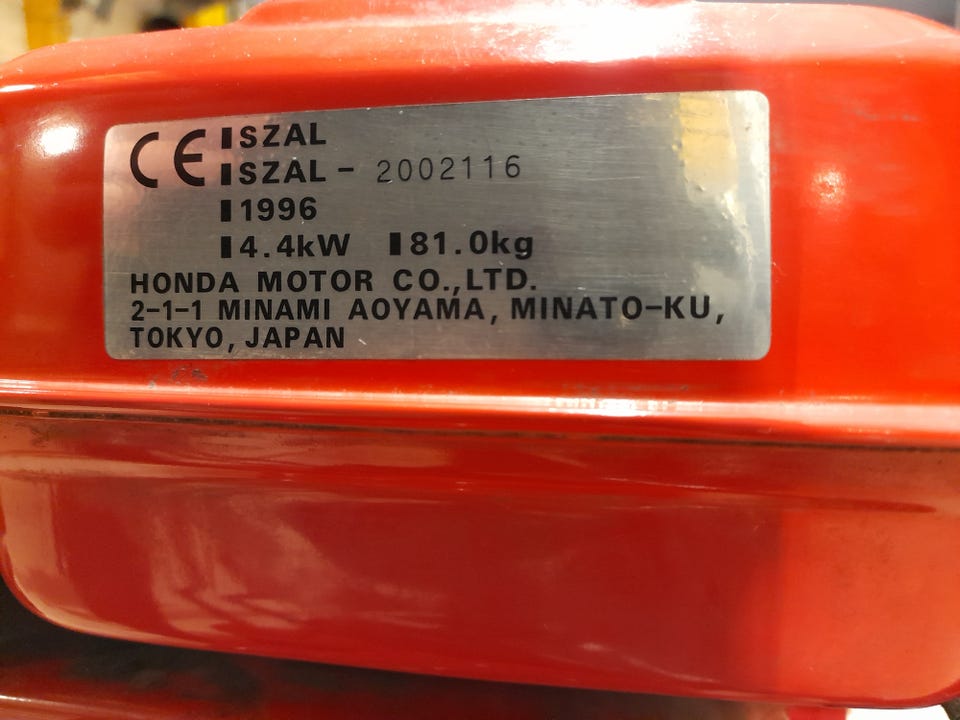 CE ▮SZAL
▮SZAL - 2002116
▮1996
▮4.4kW ▮81.0kg
HONDA MOTOR CO.,LTD.
2-1-1 MINAMI AOYAMA, MINATO-KU,
TOKYO, JAPAN